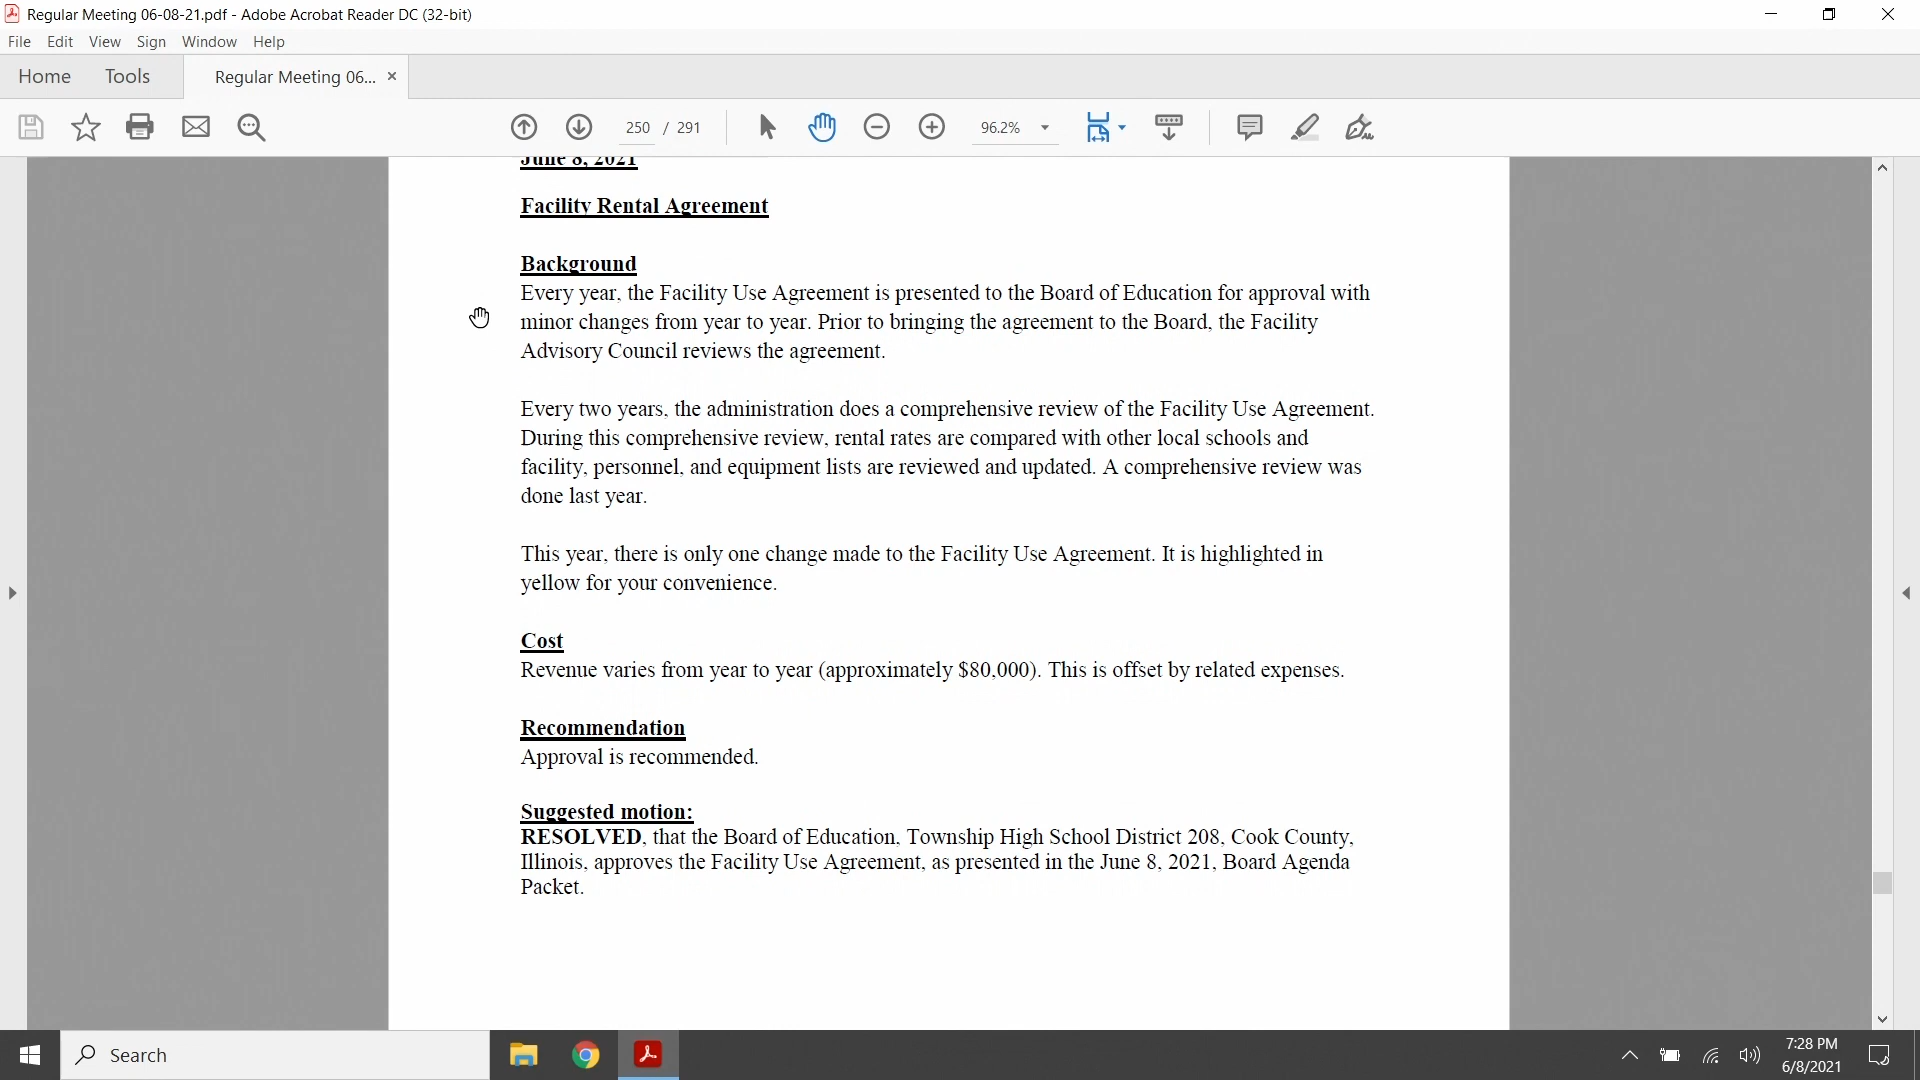 Regular Meeting 06-08-21.pdf - Adobe Acrobat Reader DC (32-bit)
File Edit View Sign Window Help
Home Tools Regular Meeting 06... ×
250 / 291 96.2%
June 8, 2021
Facility Rental Agreement
Background
Every year, the Facility Use Agreement is presented to the Board of Education for approval with
minor changes from year to year. Prior to bringing the agreement to the Board, the Facility
Advisory Council reviews the agreement.
Every two years, the administration does a comprehensive review of the Facility Use Agreement.
During this comprehensive review, rental rates are compared with other local schools and
facility, personnel, and equipment lists are reviewed and updated. A comprehensive review was
done last year.
This year, there is only one change made to the Facility Use Agreement. It is highlighted in
yellow for your convenience.
Cost
Revenue varies from year to year (approximately $80,000). This is offset by related expenses.
Recommendation
Approval is recommended.
Suggested motion:
RESOLVED, that the Board of Education, Township High School District 208, Cook County,
Illinois, approves the Facility Use Agreement, as presented in the June 8, 2021, Board Agenda
Packet.
Search
7:28 PM
6/8/2021